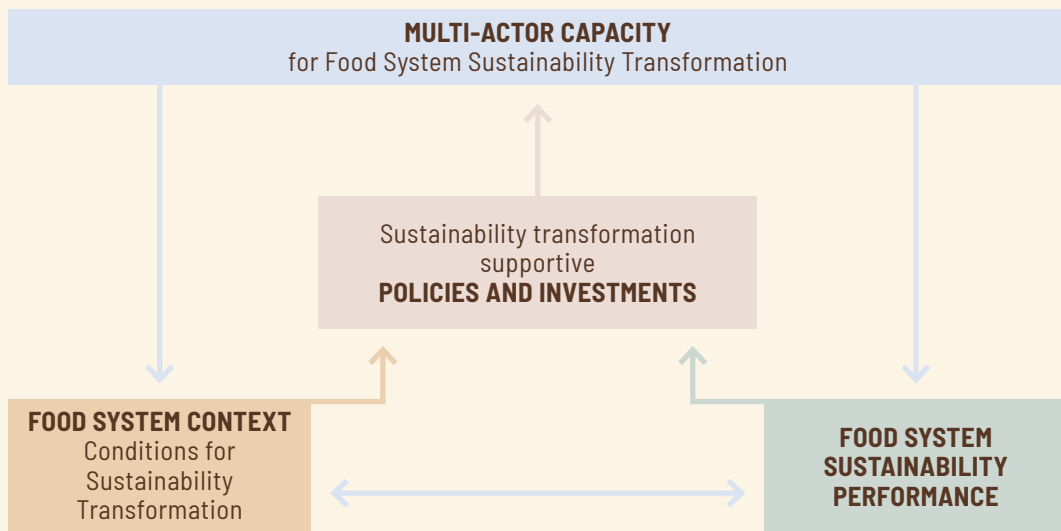 MULTI-ACTOR CAPACITY
for Food System Sustainability Transformation
Sustainability transformation
supportive
POLICIES AND INVESTMENTS
FOOD SYSTEM CONTEXT
Conditions for
Sustainability
Transformation
FOOD SYSTEM
SUSTAINABILITY
PERFORMANCE